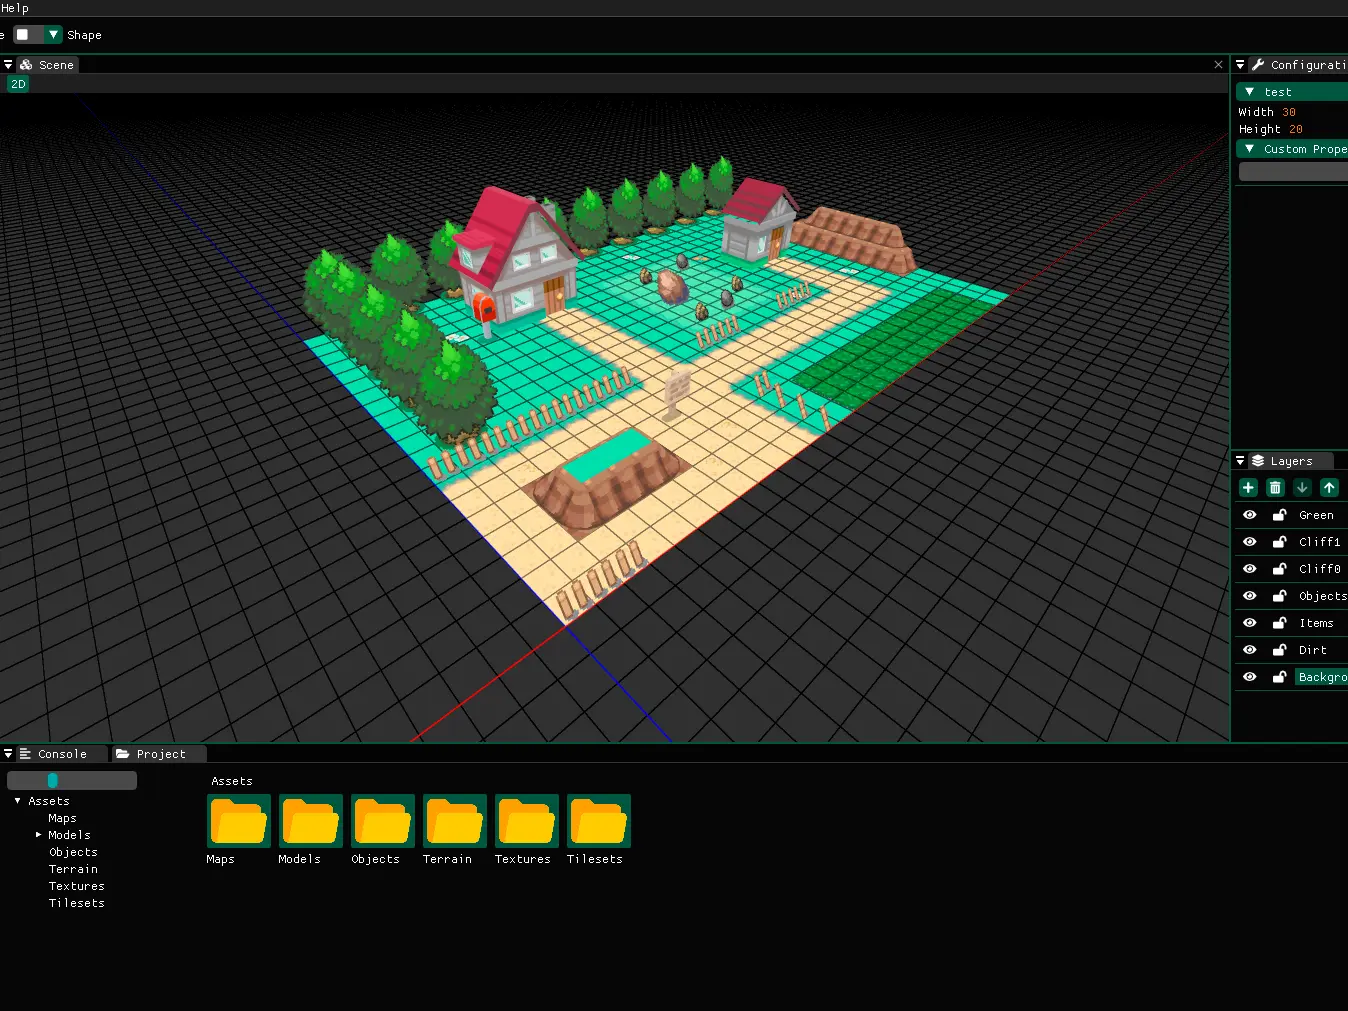 Help
e Shape
Scene
Configurati
2D
test
Width 30
Height 20
Custom Prope
Layers
Green
Cliff1
Cliff0
Objects
Items
Dirt
Backgro
Console Project
Assets
Assets
Maps
Models
Objects
Terrain
Textures
Tilesets
Maps Models Objects Terrain Textures Tilesets